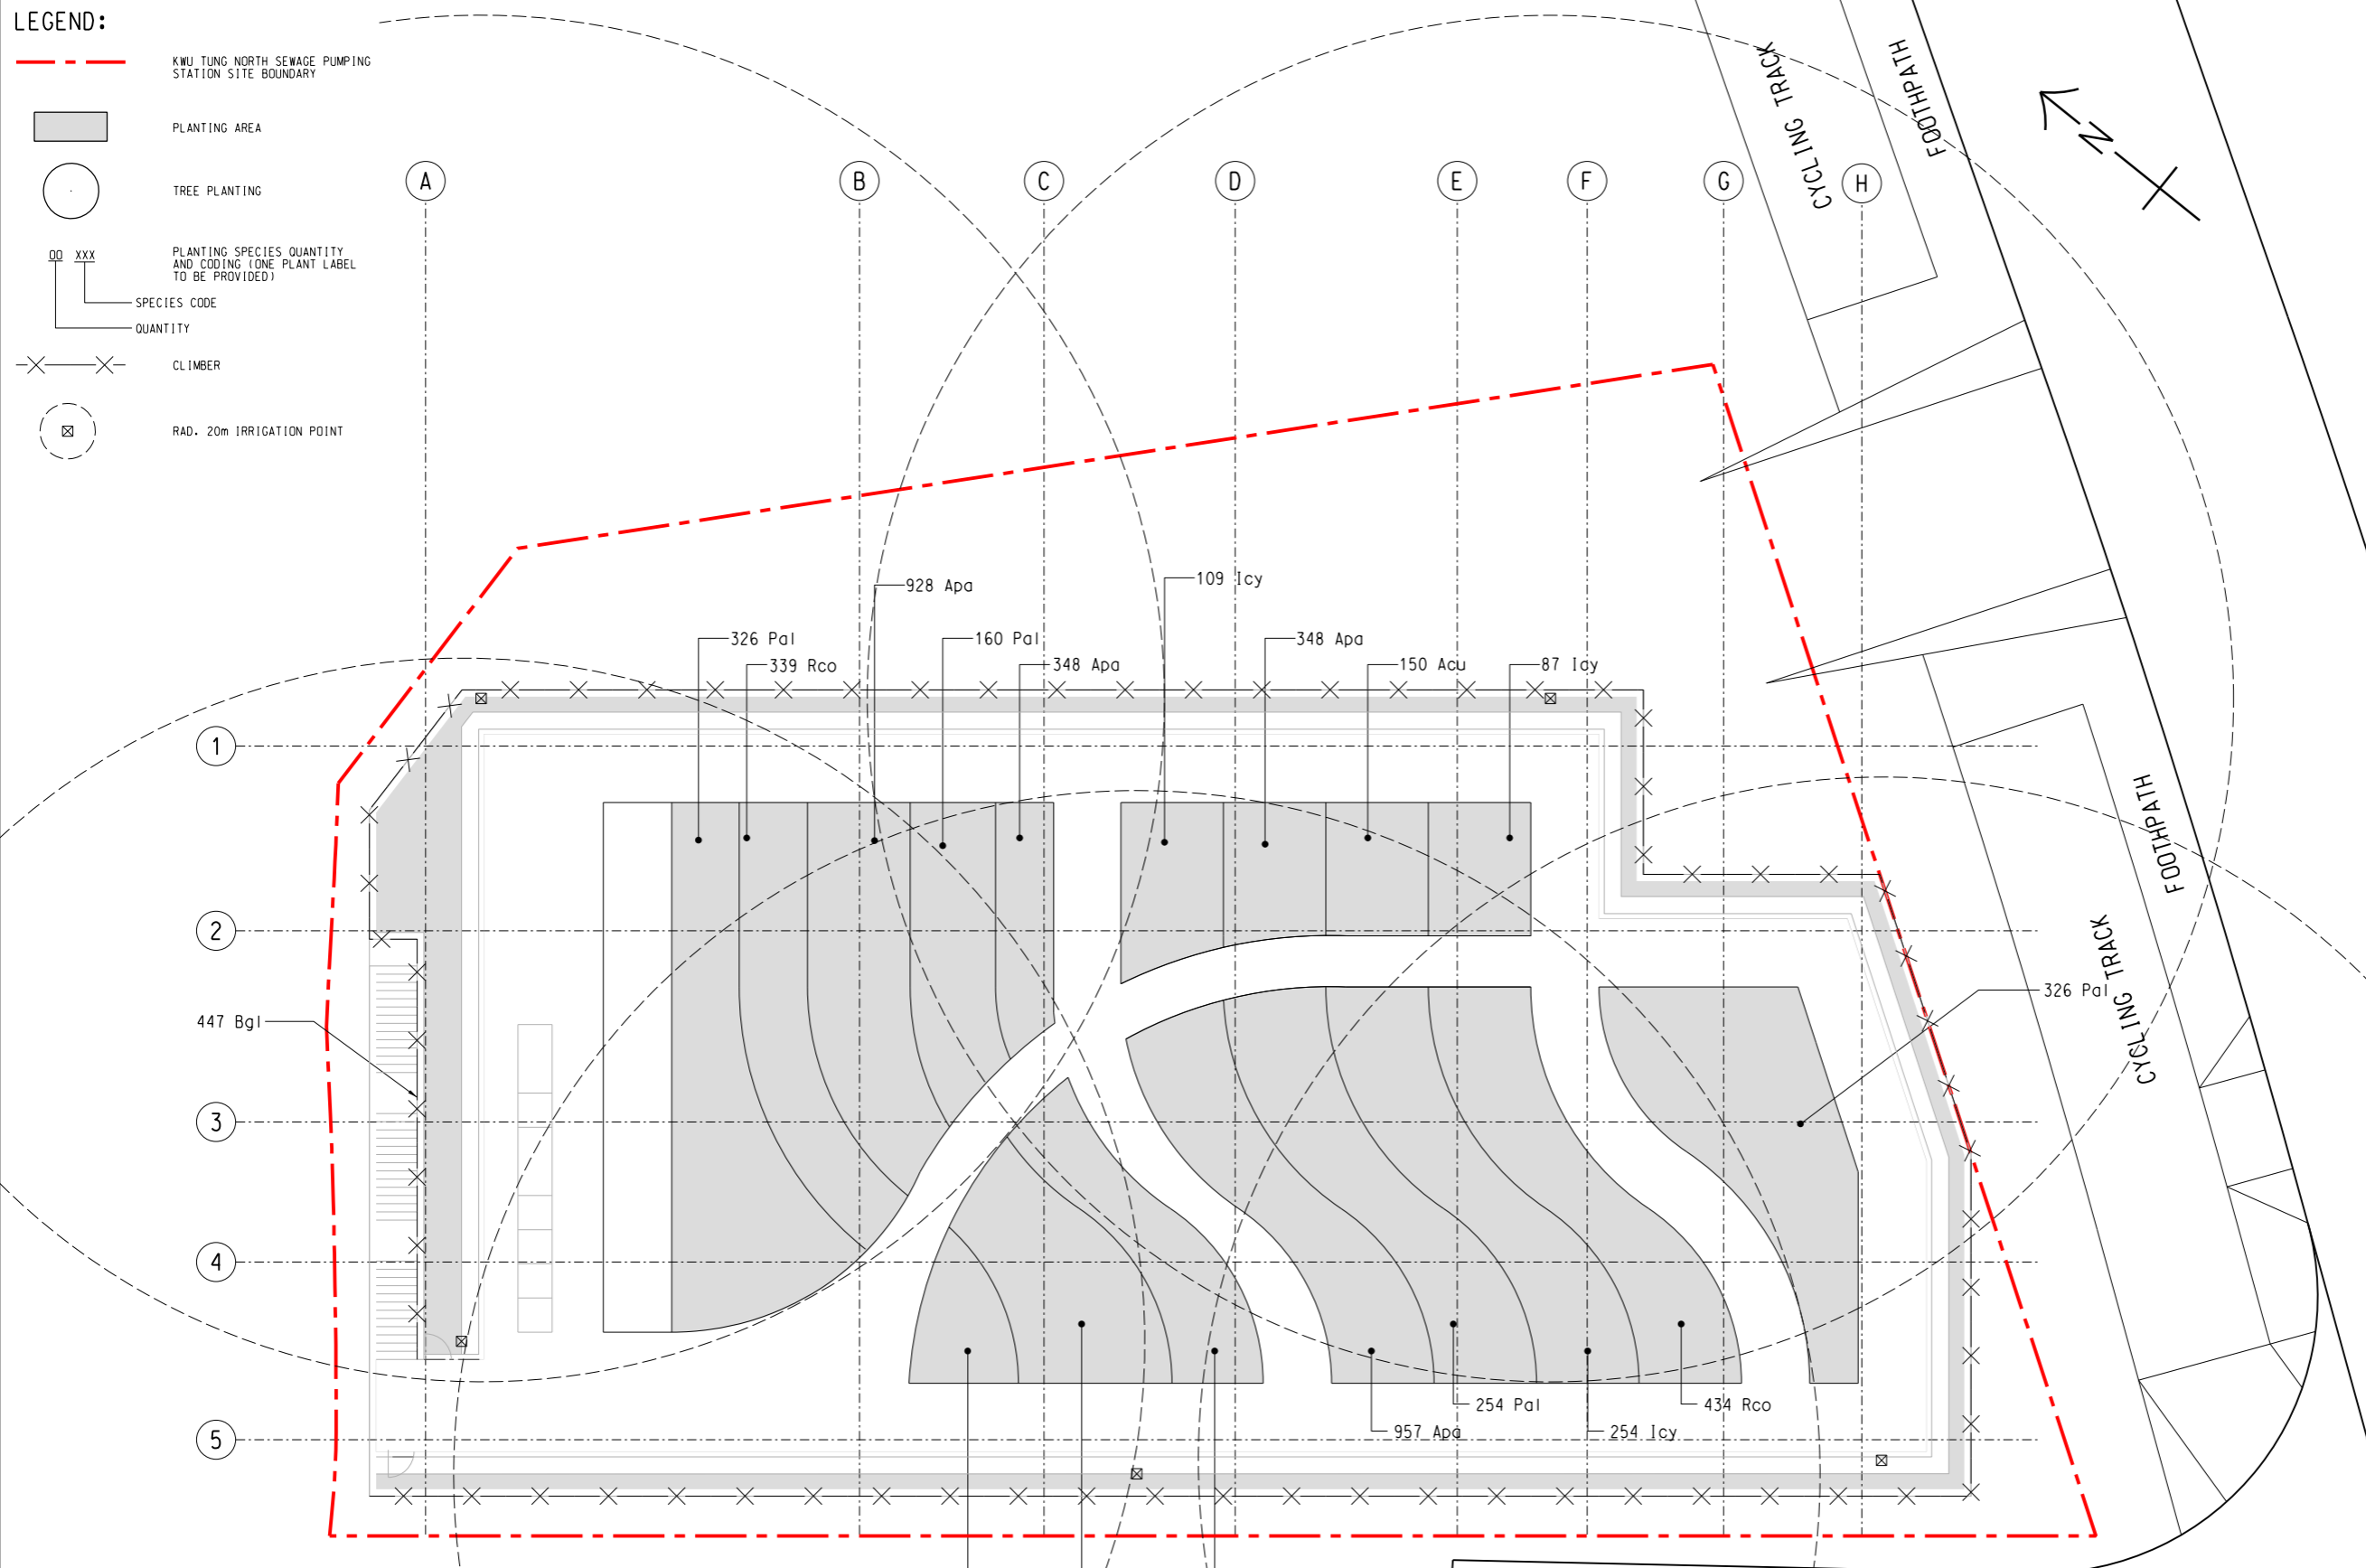 LEGEND:
KWU TUNG NORTH SEWAGE PUMPING
STATION SITE BOUNDARY
PLANTING AREA
TREE PLANTING
00 XXX
PLANTING SPECIES QUANTITY
AND CODING (ONE PLANT LABEL
TO BE PROVIDED)
SPECIES CODE
QUANTITY
CLIMBER
RAD. 20m IRRIGATION POINT
CYCLING TRACK
FOOTHPATH
N
A
B
C
D
E
F
G
H
928 Apa
109 Icy
326 Pal
160 Pal
348 Apa
339 Rco
348 Apa
150 Acu
87 Icy
1
2
3
4
5
FOOTHPATH
CYCLING TRACK
326 Pal
447 Bgl
254 Pal
434 Rco
957 Apa
254 Icy